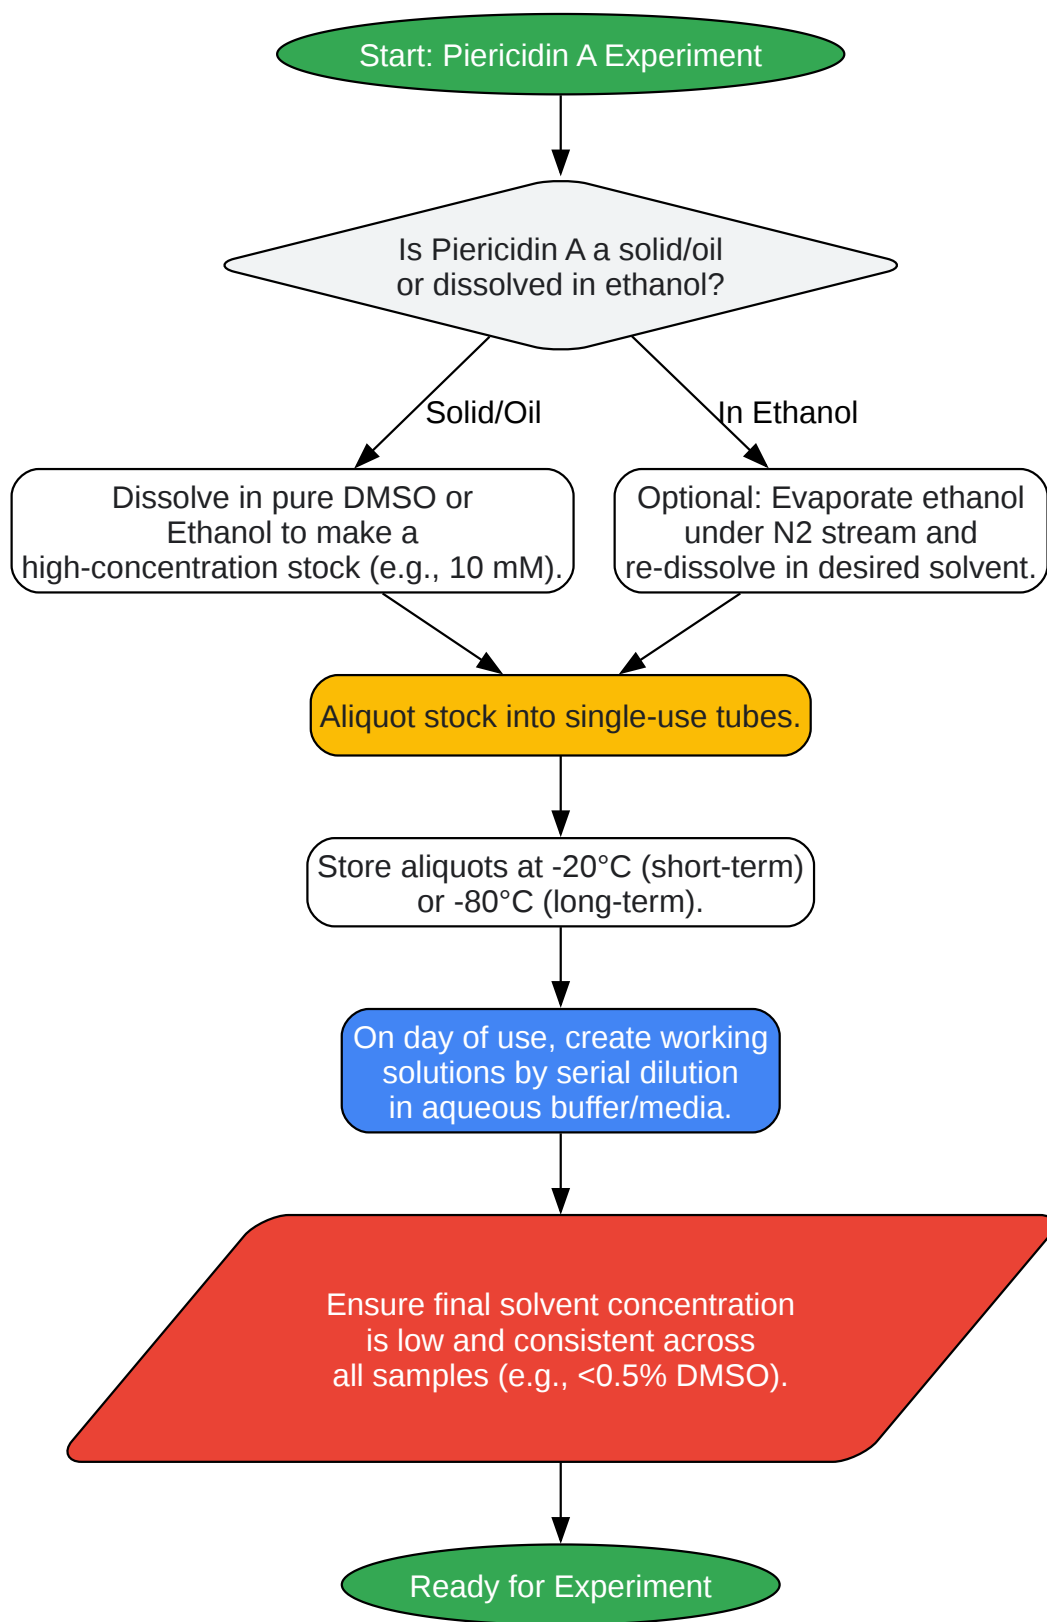 Start: Piericidin A Experiment
Is Piericidin A a solid/oil
or dissolved in ethanol?
Solid/Oil
In Ethanol
Dissolve in pure DMSO or
Ethanol to make a
high-concentration stock (e.g., 10 mM).
Optional: Evaporate ethanol
under N2 stream and
re-dissolve in desired solvent.
Aliquot stock into single-use tubes.
Store aliquots at -20°C (short-term)
or -80°C (long-term).
On day of use, create working
solutions by serial dilution
in aqueous buffer/media.
Ensure final solvent concentration
is low and consistent across
all samples (e.g., <0.5% DMSO).
Ready for Experiment